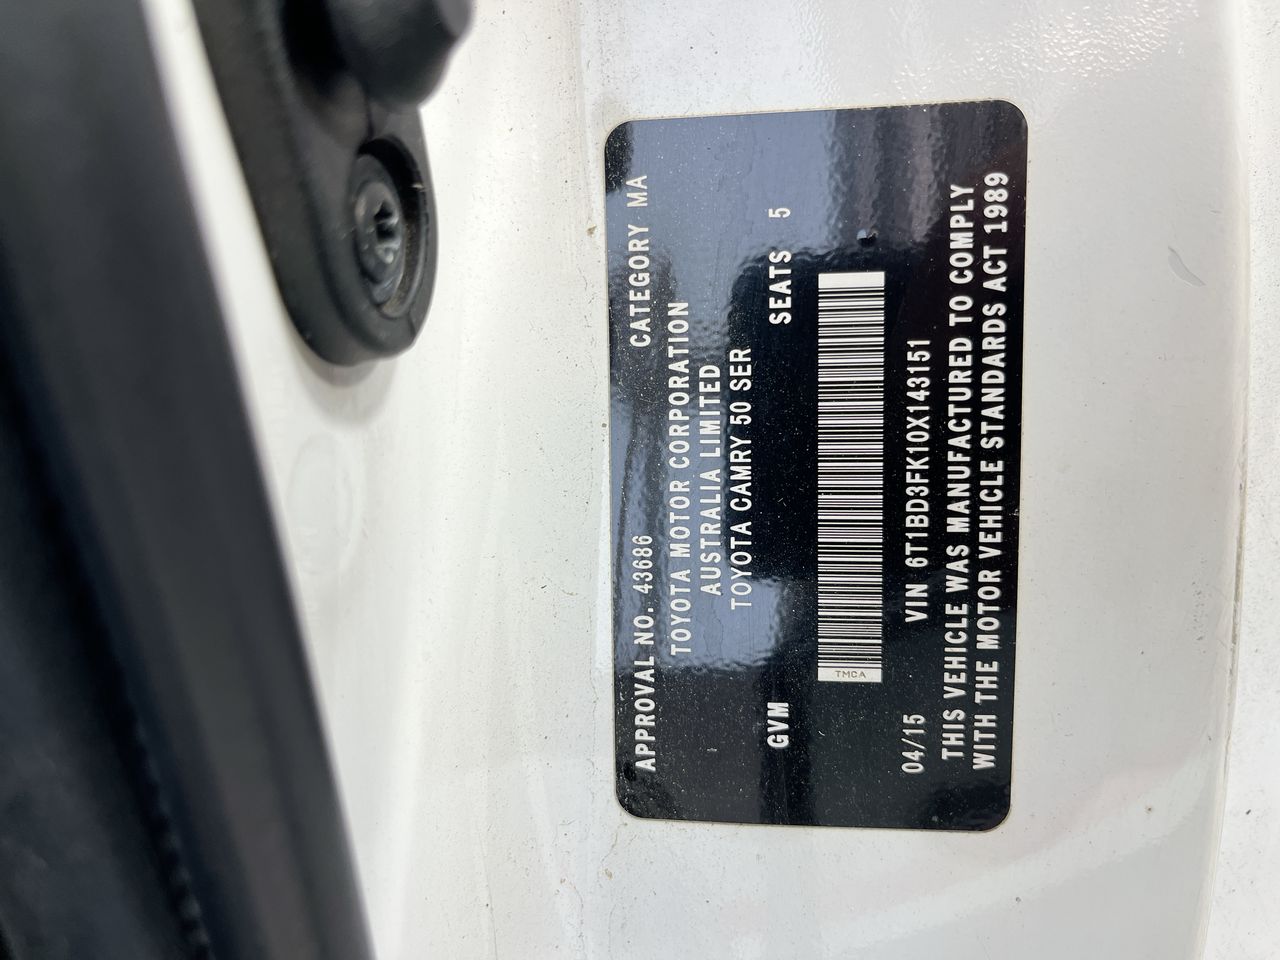 APPROVAL NO. 43686 CATEGORY MA
TOYOTA MOTOR CORPORATION
AUSTRALIA LIMITED
TOYOTA CAMRY 50 SER
GVM SEATS 5
TMCA
04/15 VIN 6T1BD3FK10X143151
THIS VEHICLE WAS MANUFACTURED TO COMPLY
WITH THE MOTOR VEHICLE STANDARDS ACT 1989